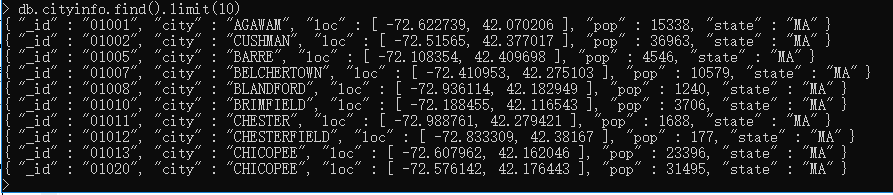 > db.cityinfo.find().limit(10)
{ "_id" : "01001", "city" : "AGAWAM", "loc" : [ -72.622739, 42.070206 ], "pop" : 15338, "state" : "MA" }
{ "_id" : "01002", "city" : "CUSHMAN", "loc" : [ -72.51565, 42.377017 ], "pop" : 36963, "state" : "MA" }
{ "_id" : "01005", "city" : "BARRE", "loc" : [ -72.108354, 42.409698 ], "pop" : 4546, "state" : "MA" }
{ "_id" : "01007", "city" : "BELCHERTOWN", "loc" : [ -72.410953, 42.275103 ], "pop" : 10579, "state" : "MA" }
{ "_id" : "01008", "city" : "BLANDFORD", "loc" : [ -72.936114, 42.182949 ], "pop" : 1240, "state" : "MA" }
{ "_id" : "01010", "city" : "BRIMFIELD", "loc" : [ -72.188455, 42.116543 ], "pop" : 3706, "state" : "MA" }
{ "_id" : "01011", "city" : "CHESTER", "loc" : [ -72.988761, 42.279421 ], "pop" : 1688, "state" : "MA" }
{ "_id" : "01012", "city" : "CHESTERFIELD", "loc" : [ -72.833309, 42.38167 ], "pop" : 177, "state" : "MA" }
{ "_id" : "01013", "city" : "CHICOPEE", "loc" : [ -72.607962, 42.162046 ], "pop" : 23396, "state" : "MA" }
{ "_id" : "01020", "city" : "CHICOPEE", "loc" : [ -72.576142, 42.176443 ], "pop" : 31495, "state" : "MA" }
>